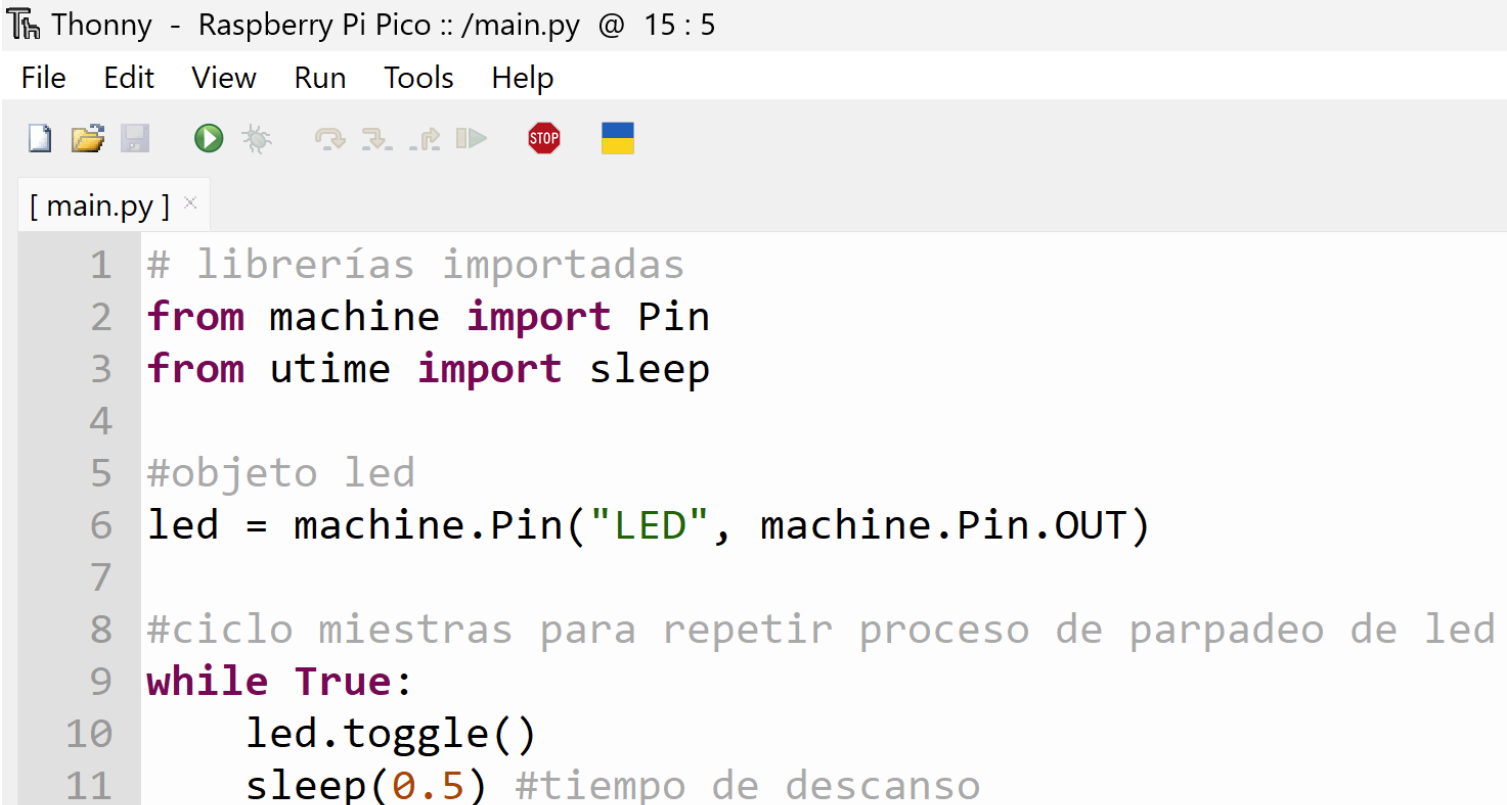 Thonny - Raspberry Pi Pico :: /main.py @ 15 : 5
File Edit View Run Tools Help
STOP
[ main.py ] ×
1 # librerías importadas
2 from machine import Pin
3 from utime import sleep
4
5 #objeto led
6 led = machine.Pin("LED", machine.Pin.OUT)
7
8 #ciclo miestras para repetir proceso de parpadeo de led
9 while True:
10     led.toggle()
11     sleep(0.5) #tiempo de descanso